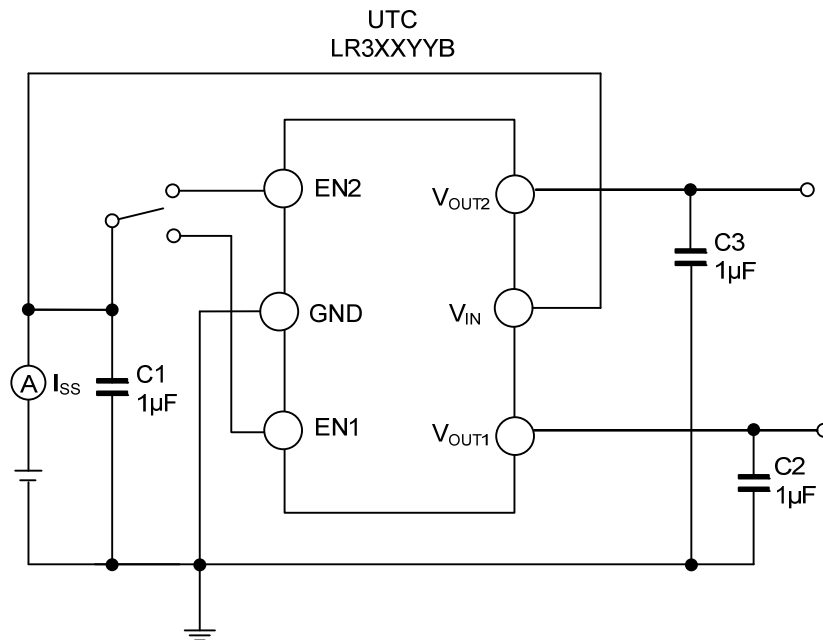 UTC
LR3XXYYB
EN2
VOUT2
C3
1µF
GND
VIN
A
ISS
C1
1µF
EN1
VOUT1
C2
1µF